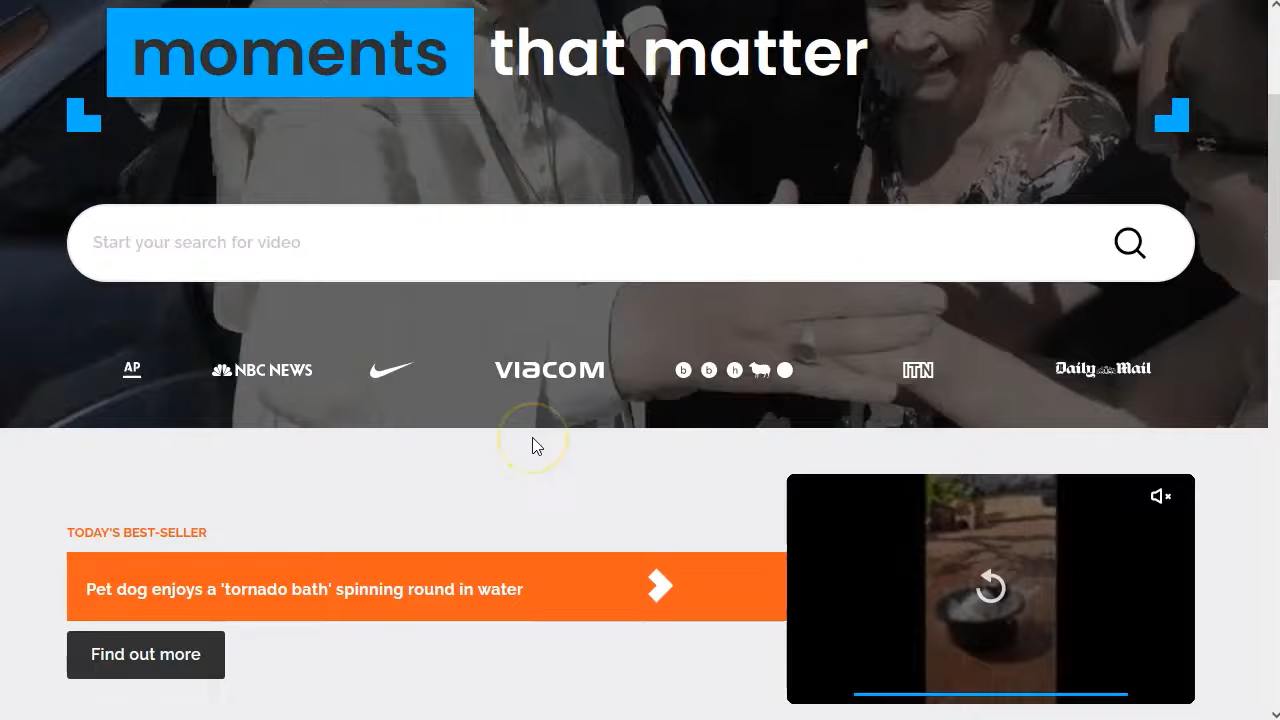 moments that matter
Start your search for video
AP NBC NEWS VIACOM b b h ITN Daily Mail
TODAY'S BEST-SELLER
Pet dog enjoys a 'tornado bath' spinning round in water
Find out more